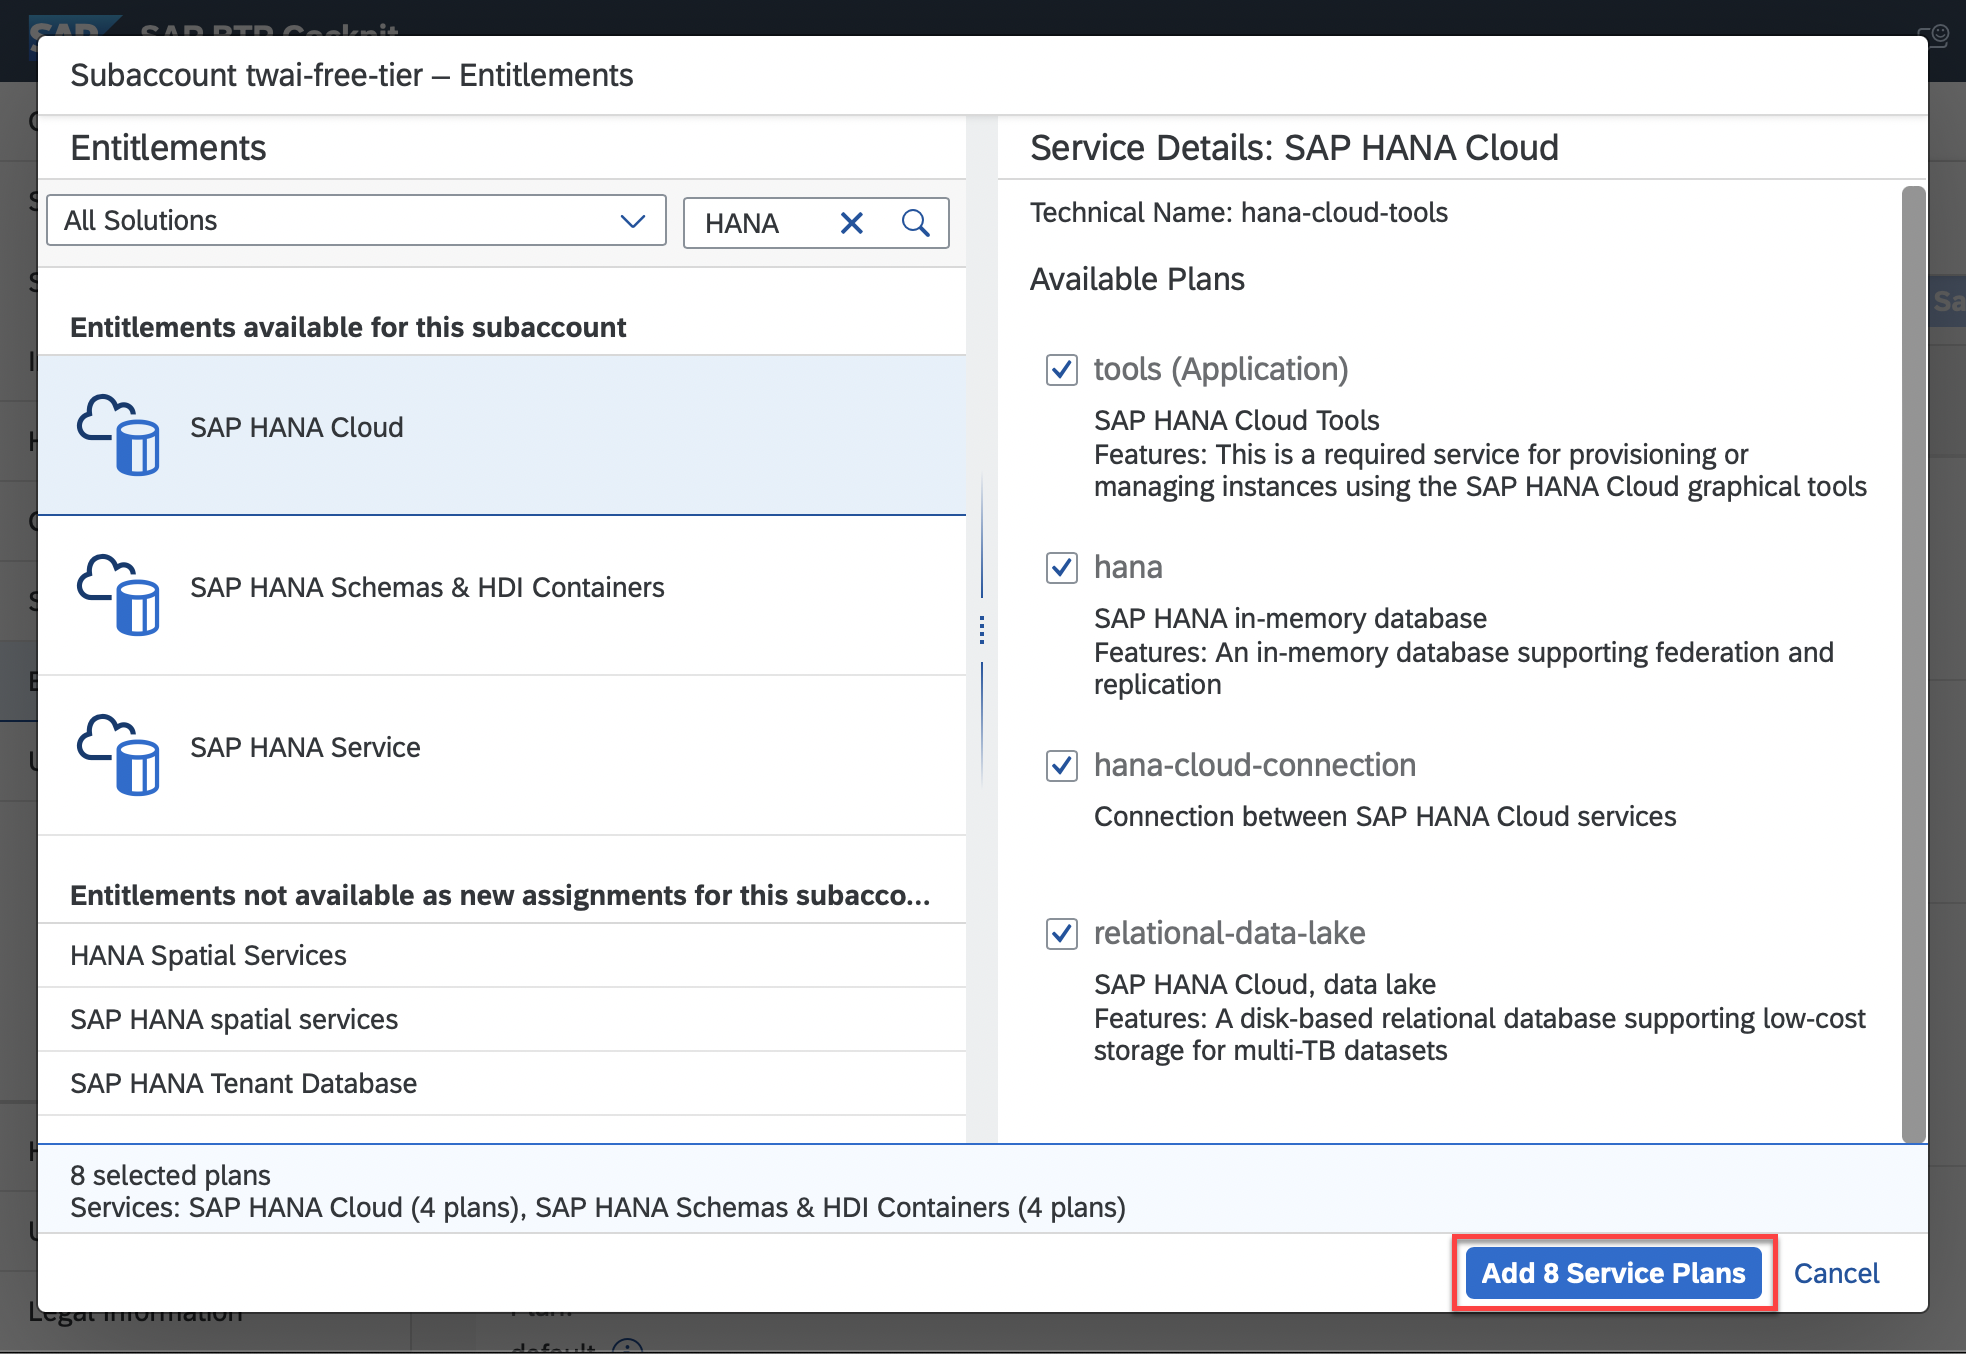 SAP SAP BTP Cockpit
Subaccount twai-free-tier – Entitlements
Entitlements
All Solutions
HANA
Entitlements available for this subaccount
SAP HANA Cloud
SAP HANA Schemas & HDI Containers
SAP HANA Service
Entitlements not available as new assignments for this subacco...
HANA Spatial Services
SAP HANA spatial services
SAP HANA Tenant Database
Service Details: SAP HANA Cloud
Technical Name: hana-cloud-tools
Available Plans
tools (Application)
SAP HANA Cloud Tools
Features: This is a required service for provisioning or
managing instances using the SAP HANA Cloud graphical tools
hana
SAP HANA in-memory database
Features: An in-memory database supporting federation and
replication
hana-cloud-connection
Connection between SAP HANA Cloud services
relational-data-lake
SAP HANA Cloud, data lake
Features: A disk-based relational database supporting low-cost
storage for multi-TB datasets
8 selected plans
Services: SAP HANA Cloud (4 plans), SAP HANA Schemas & HDI Containers (4 plans)
Add 8 Service Plans
Cancel
Legal Information
default